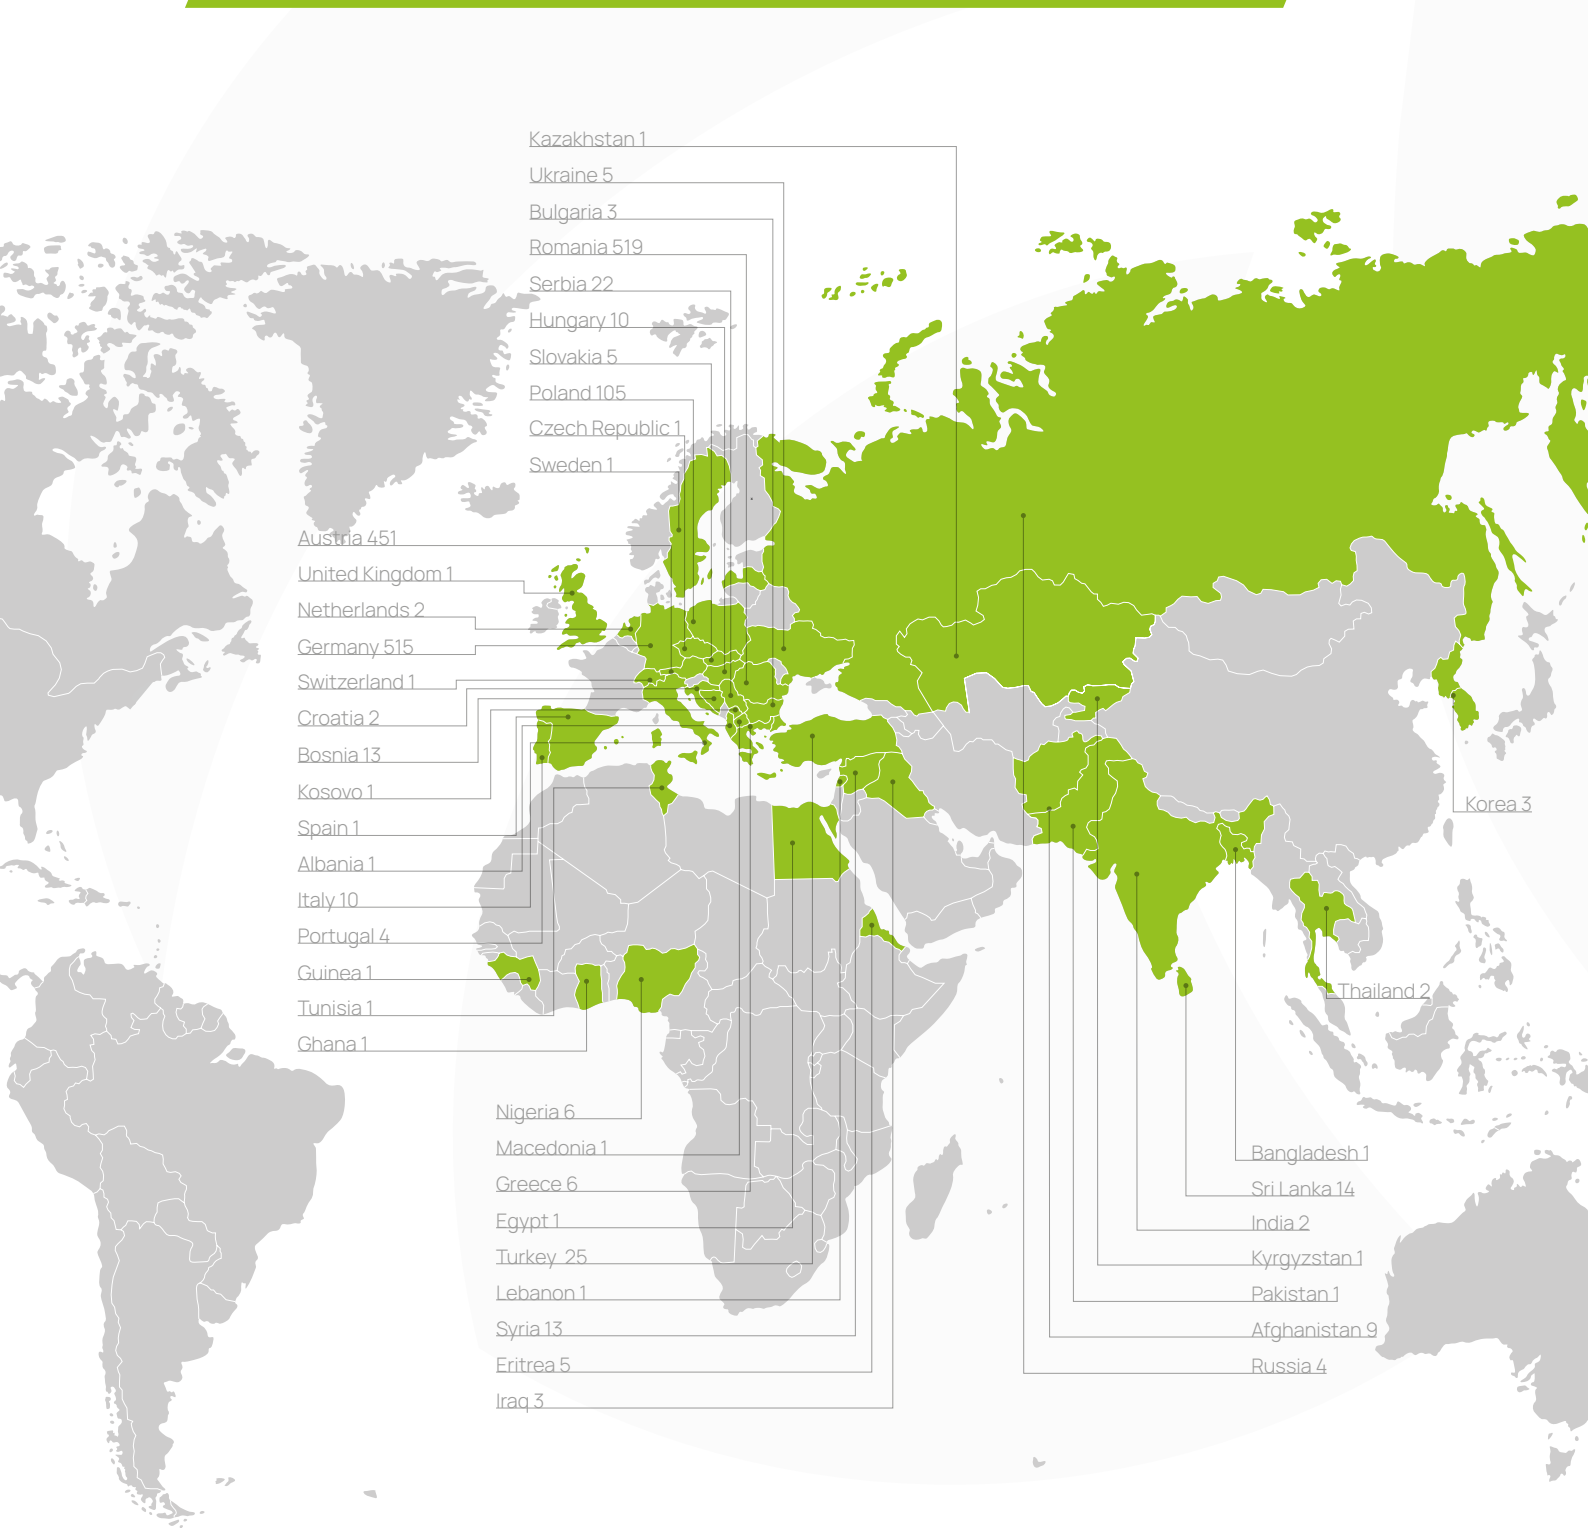 Kazakhstan 1
Ukraine 5
Bulgaria 3
Romania 519
Serbia 22
Hungary 10
Slovakia 5
Poland 105
Czech Republic 1
Sweden 1
Austria 451
United Kingdom 1
Netherlands 2
Germany 515
Switzerland 1
Croatia 2
Bosnia 13
Kosovo 1
Spain 1
Albania 1
Italy 10
Portugal 4
Guinea 1
Tunisia 1
Ghana 1
Nigeria 6
Macedonia 1
Greece 6
Egypt 1
Turkey 25
Lebanon 1
Syria 13
Eritrea 5
Iraq 3
Korea 3
Thailand 2
Bangladesh 1
Sri Lanka 14
India 2
Kyrgyzstan 1
Pakistan 1
Afghanistan 9
Russia 4